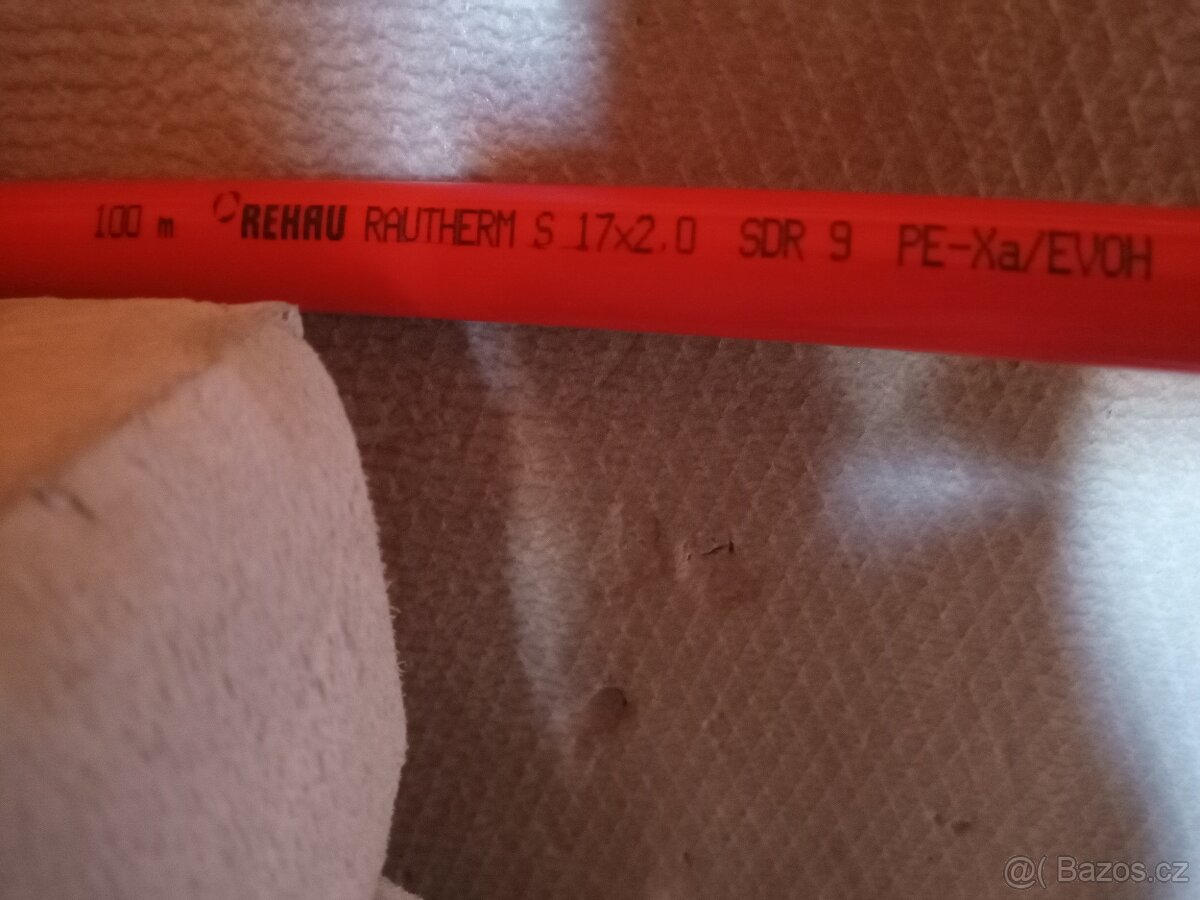 100 m REHAU RAUTHERM S 17x2.0 SDR 9 PE-Xa/EVOH
@( Bazos.cz